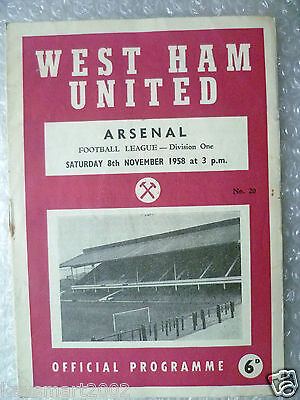 WEST HAM
UNITED
ARSENAL
FOOTBALL LEAGUE — Division One
SATURDAY 8th NOVEMBER 1958 at 3 p.m.
No. 20
OFFICIAL PROGRAMME
6D